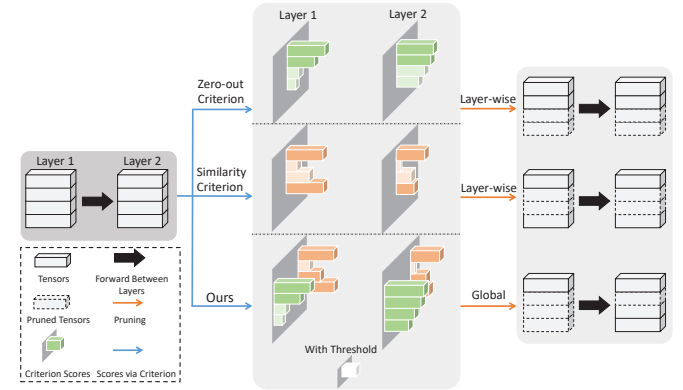 Layer 1
Layer 2
Zero-out
Criterion
Layer-wise
Layer 1
Layer 2
Similarity
Criterion
Layer-wise
Ours
Global
With Threshold
Tensors
Forward Between
Layers
Pruned Tensors
Pruning
Criterion Scores
Scores via Criterion